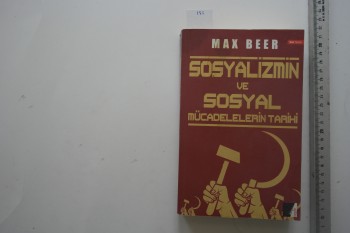 MAX BEER
SOSYALİZMİN
VE
SOSYAL
MÜCADELELERİN TARİHİ